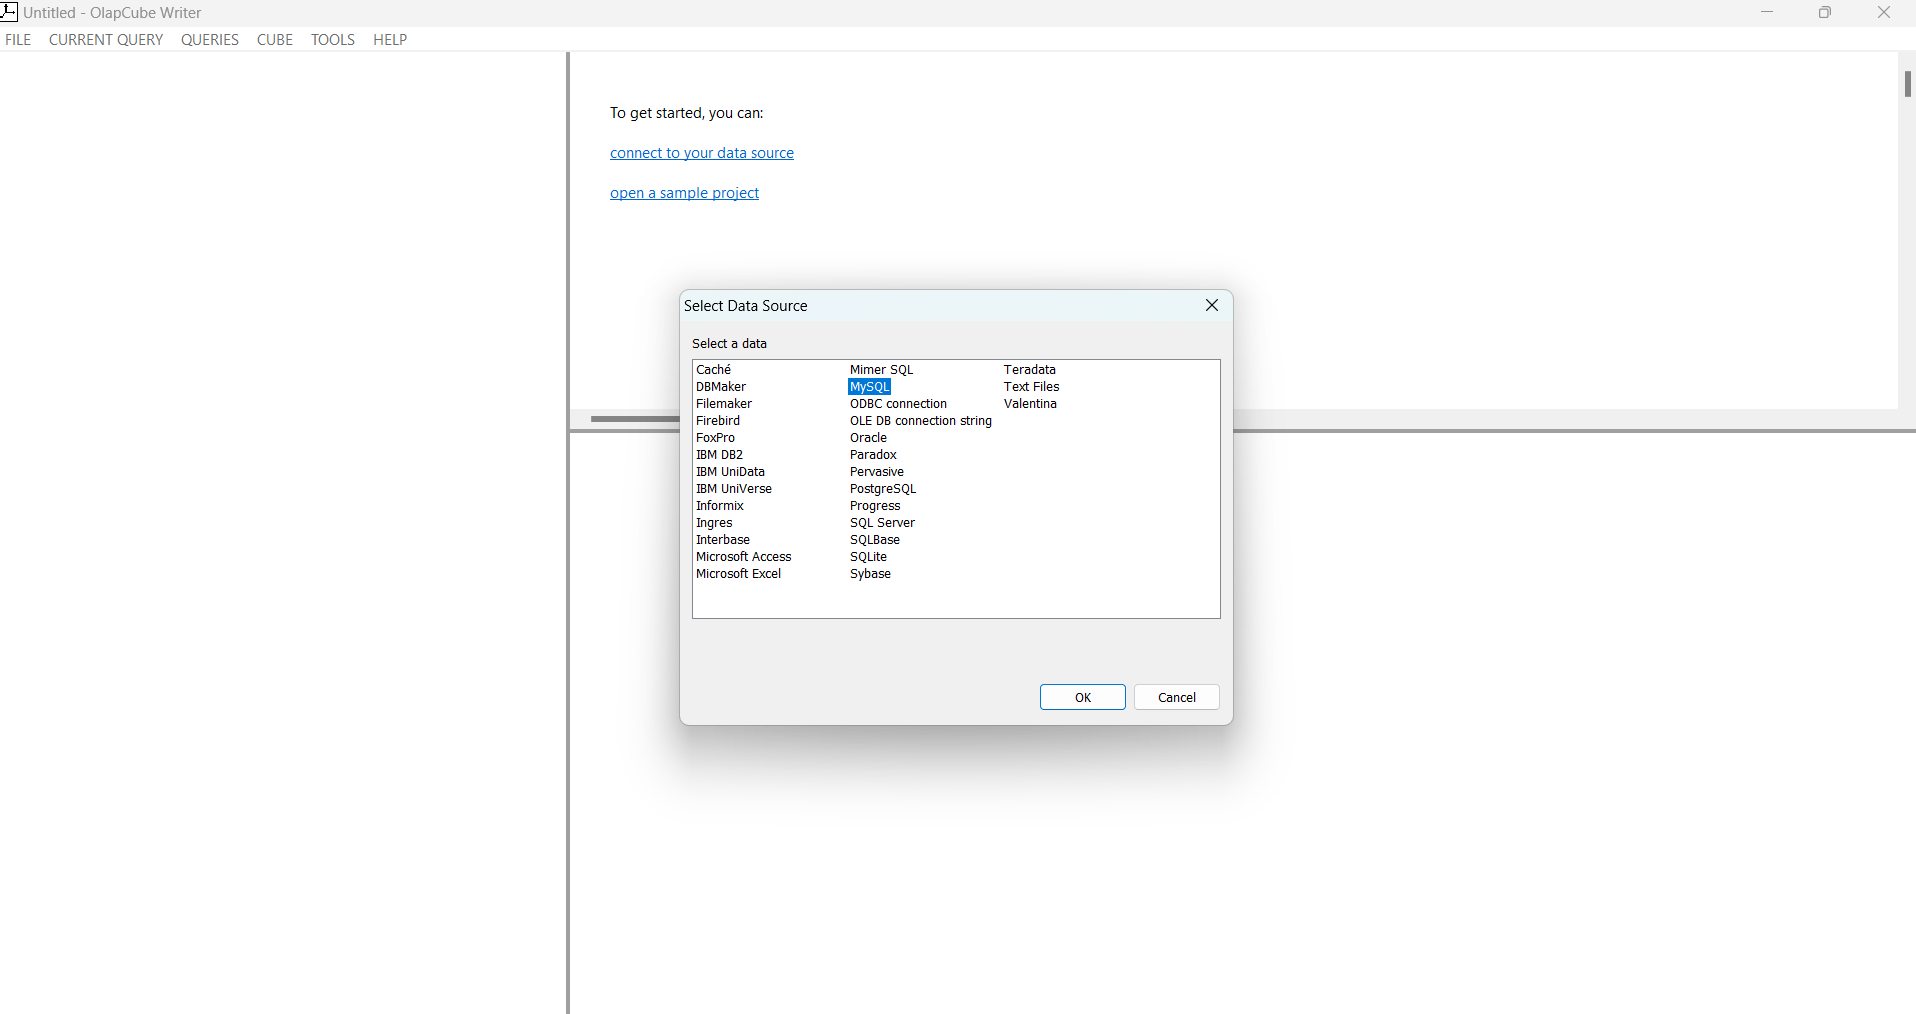 Untitled - OlapCube Writer
FILE CURRENT QUERY QUERIES CUBE TOOLS HELP
To get started, you can:
connect to your data source
open a sample project
Select Data Source
Select a data
Caché
DBMaker
Filemaker
Firebird
FoxPro
IBM DB2
IBM UniData
IBM UniVerse
Informix
Ingres
Interbase
Microsoft Access
Microsoft Excel
Mimer SQL
MySQL
ODBC connection
OLE DB connection string
Oracle
Paradox
Pervasive
PostgreSQL
Progress
SQL Server
SQLBase
SQLite
Sybase
Teradata
Text Files
Valentina
OK Cancel